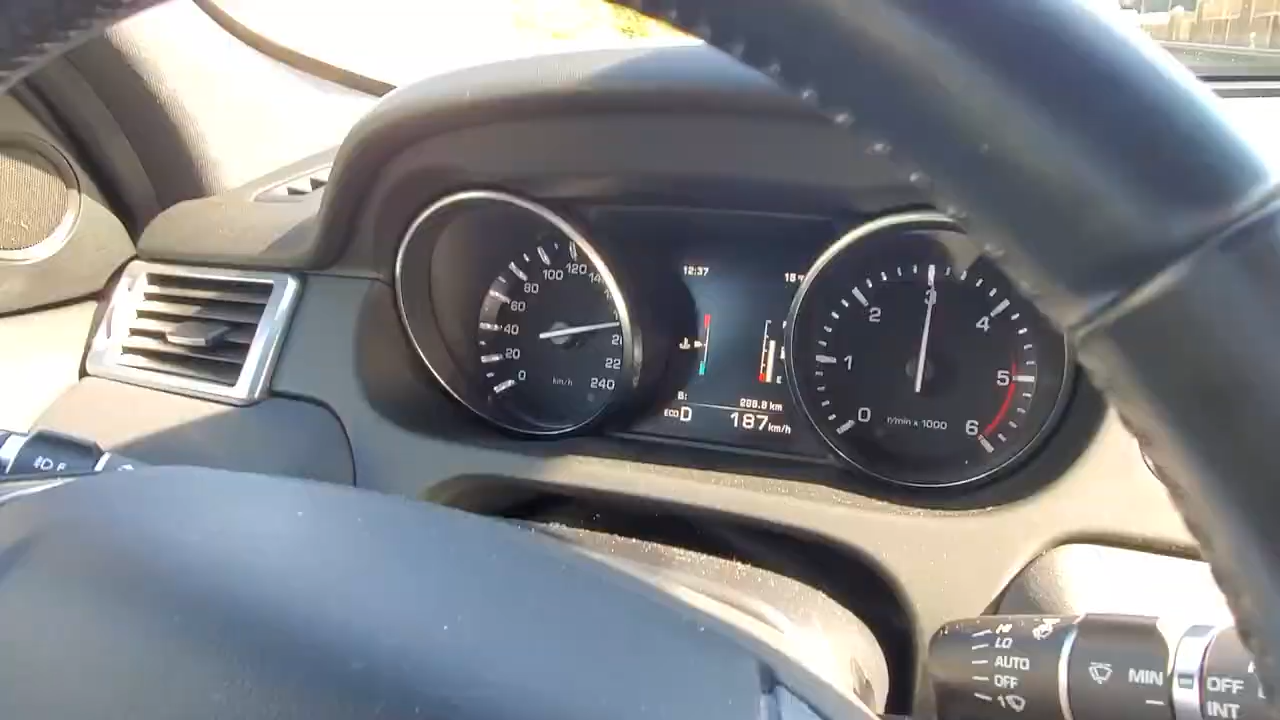 120
100
80
60
40
20
0
22
240
km/h
12:37
E
B:
ECO D
187 km/h
3
2
4
1
5
0
6
r/min x 1000
HI
LO
AUTO
OFF
1
MIN
OFF
INT